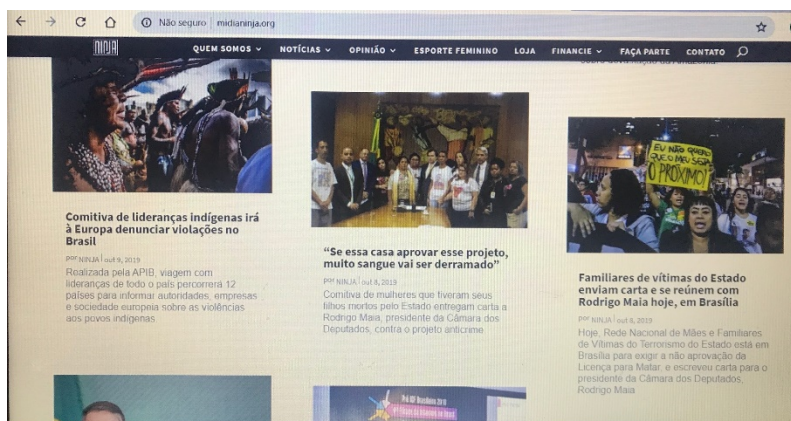 Não seguro midianinja.org
NINJA QUEM SOMOS NOTÍCIAS OPINIÃO ESPORTE FEMININO LOJA FINANCIE FAÇA PARTE CONTATO
Comitiva de lideranças indígenas irá
à Europa denunciar violações no
Brasil
por NINJA | out 9, 2019
Realizada pela APIB, viagem com
lideranças de todo o país percorrerá 12
países para informar autoridades, empresas
e sociedade europeia sobre as violências
aos povos indígenas
“Se essa casa aprovar esse projeto,
muito sangue vai ser derramado”
por NINJA | out 8, 2019
Comitiva de mulheres que tiveram seus
filhos mortos pelo Estado entregam carta a
Rodrigo Maia, presidente da Câmara dos
Deputados, contra o projeto anticrime
EU NÃO QUERO
QUE O MEU SEJA
O PRÓXIMO!
Familiares de vítimas do Estado
enviam carta e se reúnem com
Rodrigo Maia hoje, em Brasília
por NINJA | out 8, 2019
Hoje, Rede Nacional de Mães e Familiares
de Vítimas do Terrorismo do Estado está em
Brasília para exigir a não aprovação da
Licença para Matar, e escreveu carta para o
presidente da Câmara dos Deputados,
Rodrigo Maia